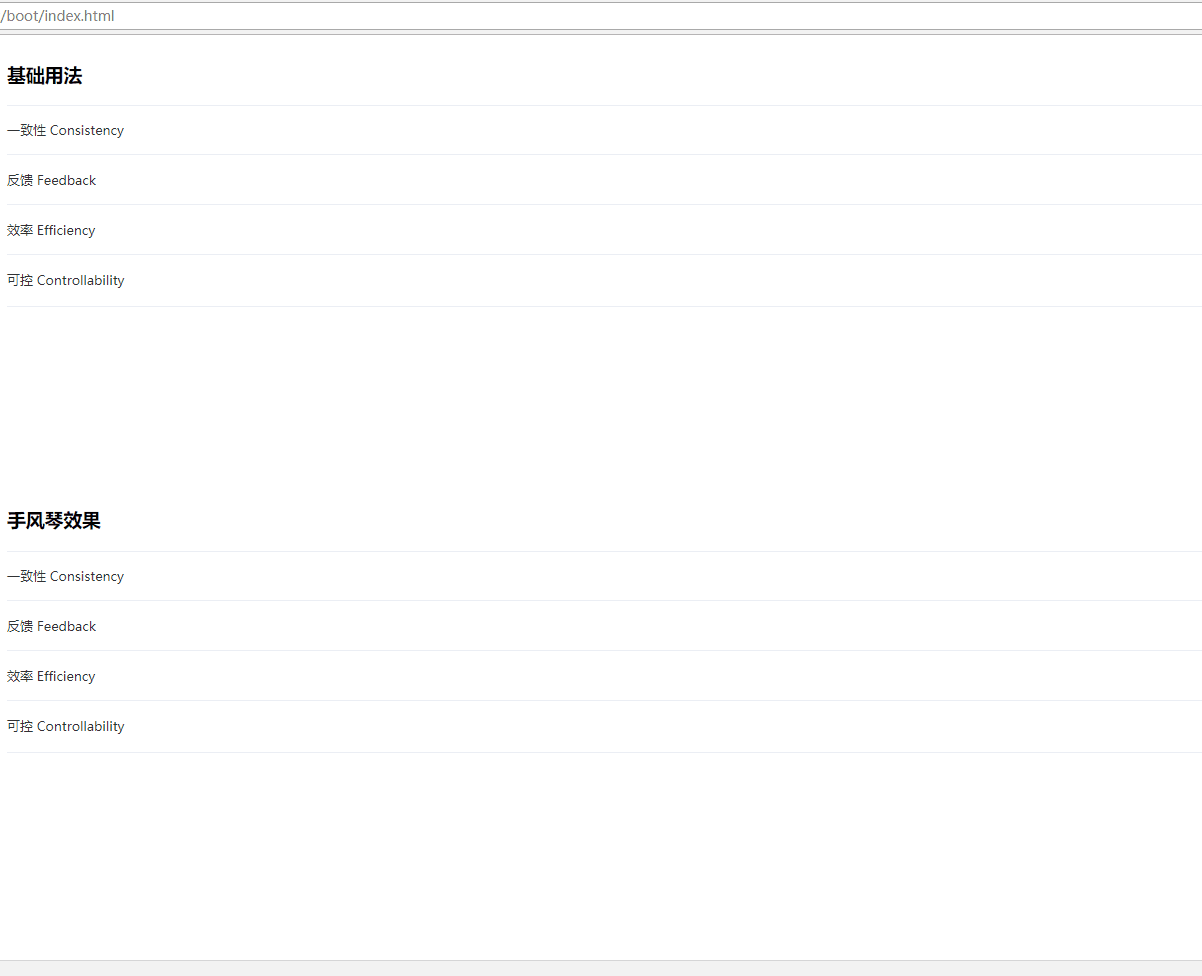 /boot/index.html
基础用法
一致性 Consistency
反馈 Feedback
效率 Efficiency
可控 Controllability
手风琴效果
一致性 Consistency
反馈 Feedback
效率 Efficiency
可控 Controllability